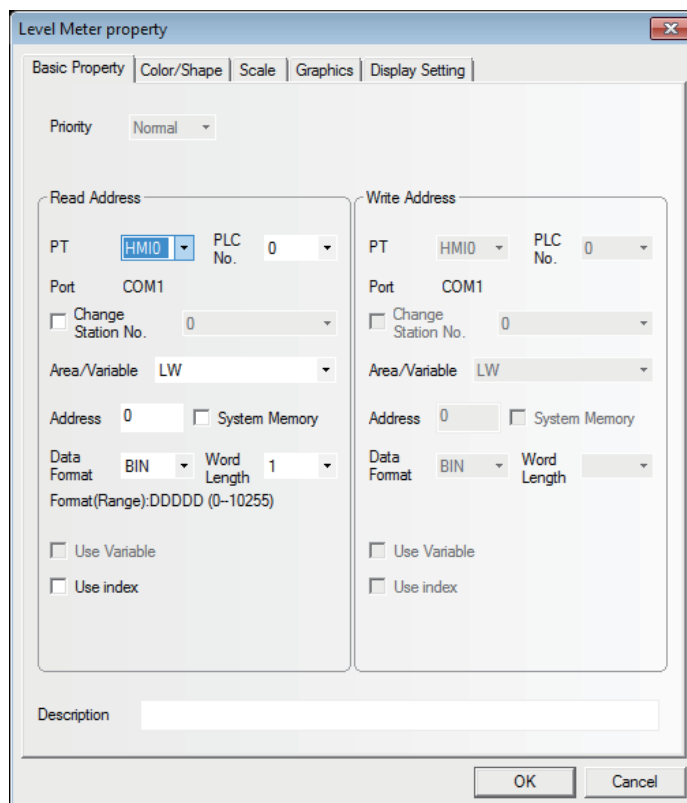 Level Meter property
Basic Property Color/Shape Scale Graphics Display Setting
Priority Normal
Read Address
PT HMI0 PLC No. 0
Port COM1
Change Station No. 0
Area/Variable LW
Address 0 System Memory
Data Format BIN Word Length 1
Format(Range):DDDDD (0--10255)
Use Variable
Use index
Write Address
PT HMI0 PLC No. 0
Port COM1
Change Station No. 0
Area/Variable LW
Address 0 System Memory
Data Format BIN Word Length
Use Variable
Use index
Description
OK Cancel